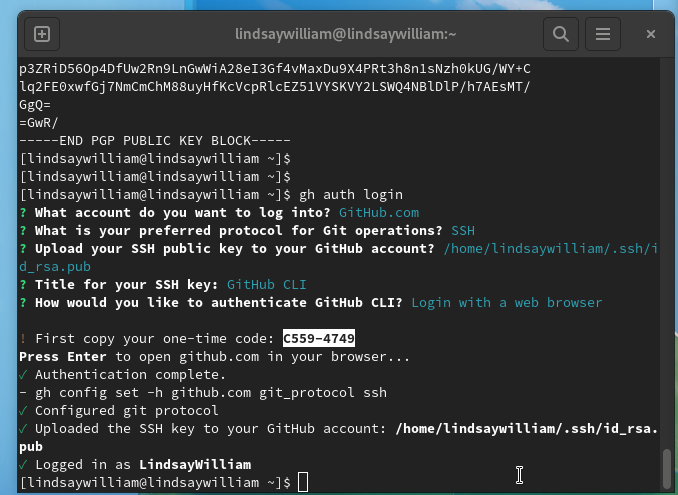 lindsaywilliam@lindsaywilliam:~
p3ZRiD56Op4DfUw2Rn9LnGwWiA28eI3Gf4vMaxDu9X4PRt3h8n1sNzh0kUG/WY+C
lq2FE0xwfGj7NmCmChM88uyHfKcVcpRlcEZ51VYSKVY2LSWQ4NBlDlP/h7AEsMT/
GgQ=
=GwR/
-----END PGP PUBLIC KEY BLOCK-----
[lindsaywilliam@lindsaywilliam ~]$
[lindsaywilliam@lindsaywilliam ~]$
[lindsaywilliam@lindsaywilliam ~]$ gh auth login
? What account do you want to log into? GitHub.com
? What is your preferred protocol for Git operations? SSH
? Upload your SSH public key to your GitHub account? /home/lindsaywilliam/.ssh/i
d_rsa.pub
? Title for your SSH key: GitHub CLI
? How would you like to authenticate GitHub CLI? Login with a web browser
! First copy your one-time code: C559-4749
Press Enter to open github.com in your browser...
✓ Authentication complete.
- gh config set -h github.com git_protocol ssh
✓ Configured git protocol
✓ Uploaded the SSH key to your GitHub account: /home/lindsaywilliam/.ssh/id_rsa.
pub
✓ Logged in as LindsayWilliam
[lindsaywilliam@lindsaywilliam ~]$